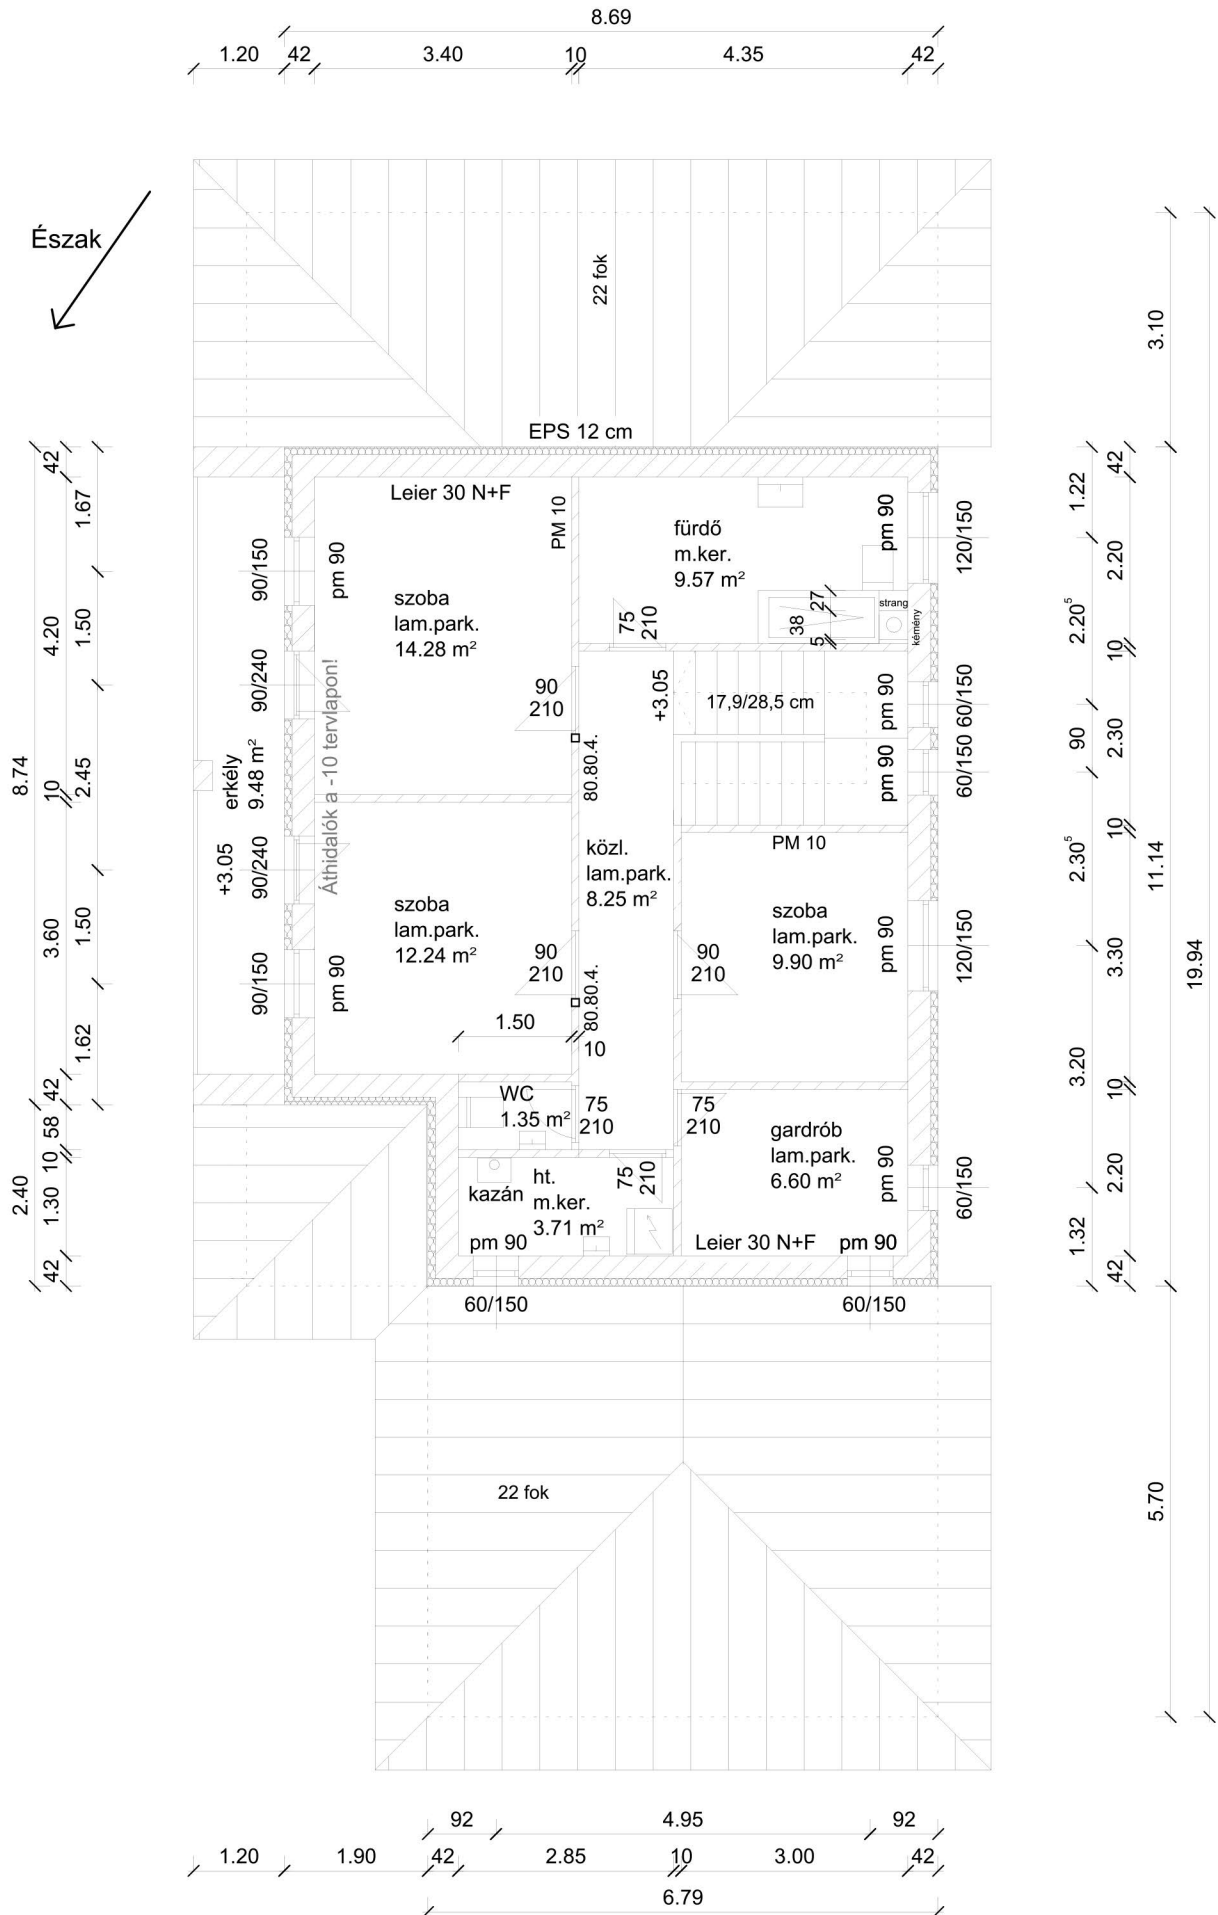 8.69
1.20 42 3.40 10 4.35 42
Észak
22 fok
3.10
EPS 12 cm
Leier 30 N+F
PM 10
fürdő
m.ker.
9.57 m²
pm 90
120/150
42
1.67
90/150
pm 90
szoba
lam.park.
14.28 m²
75
210
27
38
5
strang
kémény
1.22
42
2.20
2.20⁵
10
4.20
1.50
90/240
Áthidalók a -10 tervlapon!
90
210
+3.05
17,9/28,5 cm
pm 90
60/150
pm 90
60/150
90
2.30
80.80.4.
8.74
10
2.45
erkély
9.48 m²
+3.05
90/240
közl.
lam.park.
8.25 m²
PM 10
10
2.30⁵
11.14
szoba
lam.park.
12.24 m²
szoba
lam.park.
9.90 m²
pm 90
120/150
3.60
1.50
90/150
pm 90
90
210
90
210
80.80.4.
3.30
19.94
1.50
10
1.62
42
3.20
10
WC
1.35 m²
75
210
75
210
58
10
1.30
42
2.40
gardrób
lam.park.
6.60 m²
pm 90
60/150
2.20
1.32
42
kazán
ht.
m.ker.
3.71 m²
75
210
pm 90
Leier 30 N+F
pm 90
60/150
60/150
22 fok
5.70
92 4.95 92
1.20 1.90 42 2.85 10 3.00 42
6.79